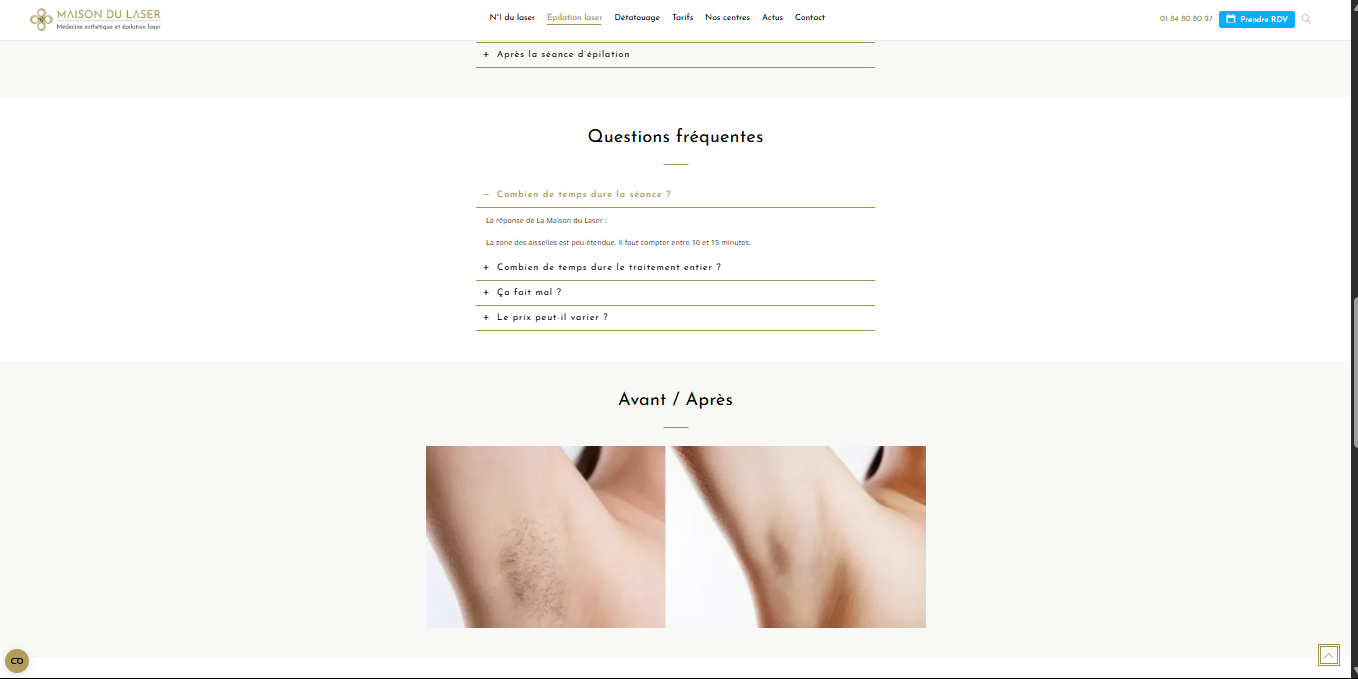 MAISON DU LASER
Médecine esthétique et épilation laser
N°1 du laser
Épilation laser
Détatouage
Tarifs
Nos centres
Actus
Contact
01 84 80 80 27
Prendre RDV
+ Après la séance d'épilation
Questions fréquentes
– Combien de temps dure la séance ?
La réponse de La Maison du Laser :
La zone des aisselles est peu étendue. Il faut compter entre 10 et 15 minutes.
+ Combien de temps dure le traitement entier ?
+ Ça fait mal ?
+ Le prix peut-il varier ?
Avant / Après